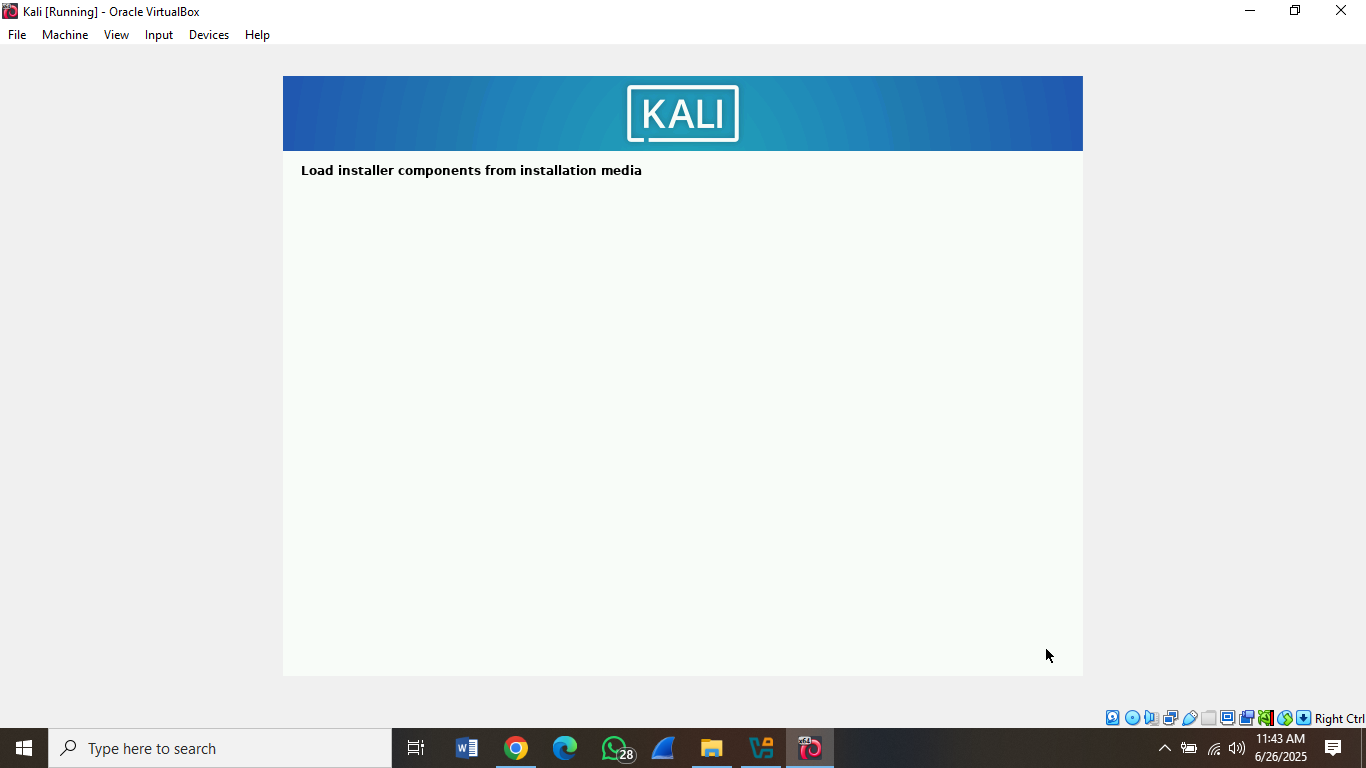 Kali [Running] - Oracle VirtualBox
File Machine View Input Devices Help
KALI
Load installer components from installation media
Right Ctrl
Type here to search
28
x64
11:43 AM
6/26/2025